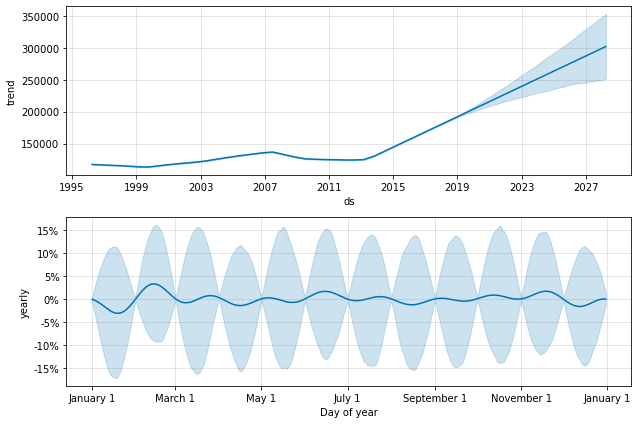 350000
300000
250000
200000
150000
trend
1995 1999 2003 2007 2011 2015 2019 2023 2027
ds
15%
10%
5%
0%
-5%
-10%
-15%
yearly
January 1 March 1 May 1 July 1 September 1 November 1 January 1
Day of year